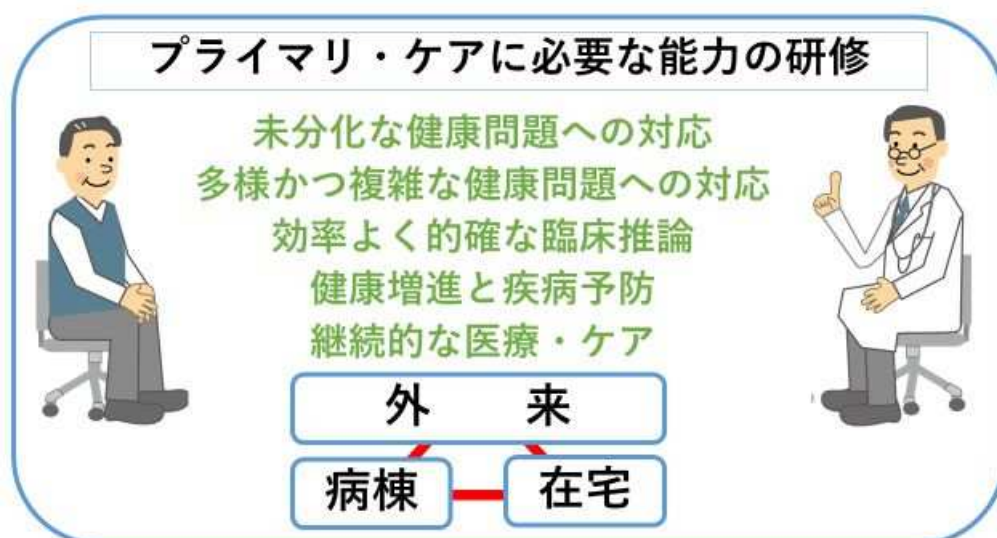 プライマリ・ケアに必要な能力の研修
未分化な健康問題への対応
多様かつ複雑な健康問題への対応
効率よく的確な臨床推論
健康増進と疾病予防
継続的な医療・ケア
外　　来
病棟
在宅